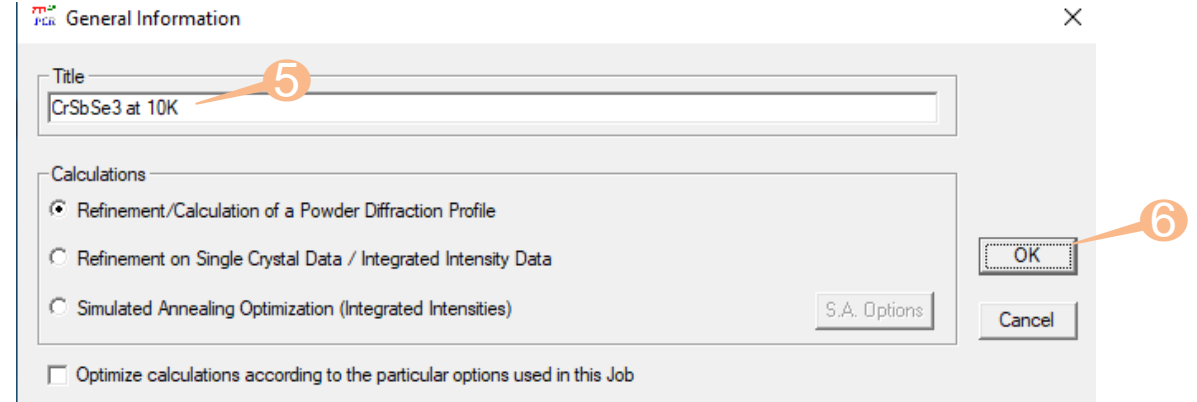 PCR General Information
Title
5
CrSbSe3 at 10K
Calculations
Refinement/Calculation of a Powder Diffraction Profile
6
Refinement on Single Crystal Data / Integrated Intensity Data
OK
Simulated Annealing Optimization (Integrated Intensities)
S.A. Options
Cancel
Optimize calculations according to the particular options used in this Job